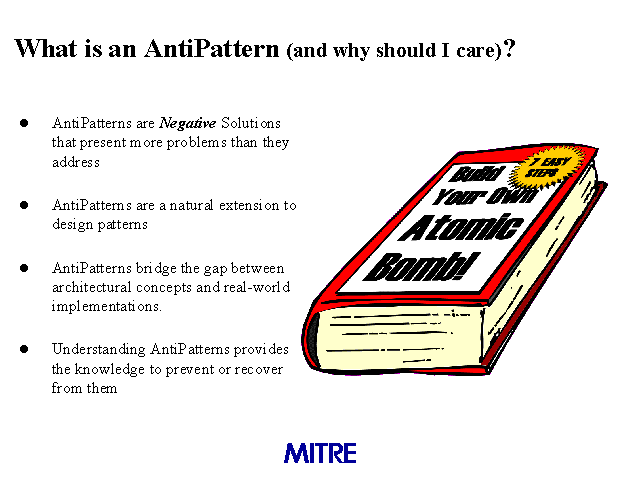 What is an AntiPattern (and why should I care)?
● AntiPatterns are Negative Solutions
that present more problems than they
address
● AntiPatterns are a natural extension to
design patterns
● AntiPatterns bridge the gap between
architectural concepts and real-world
implementations.
● Understanding AntiPatterns provides
the knowledge to prevent or recover
from them
7 EASY
STEPS
Build
Your Own
Atomic
Bomb!
MITRE